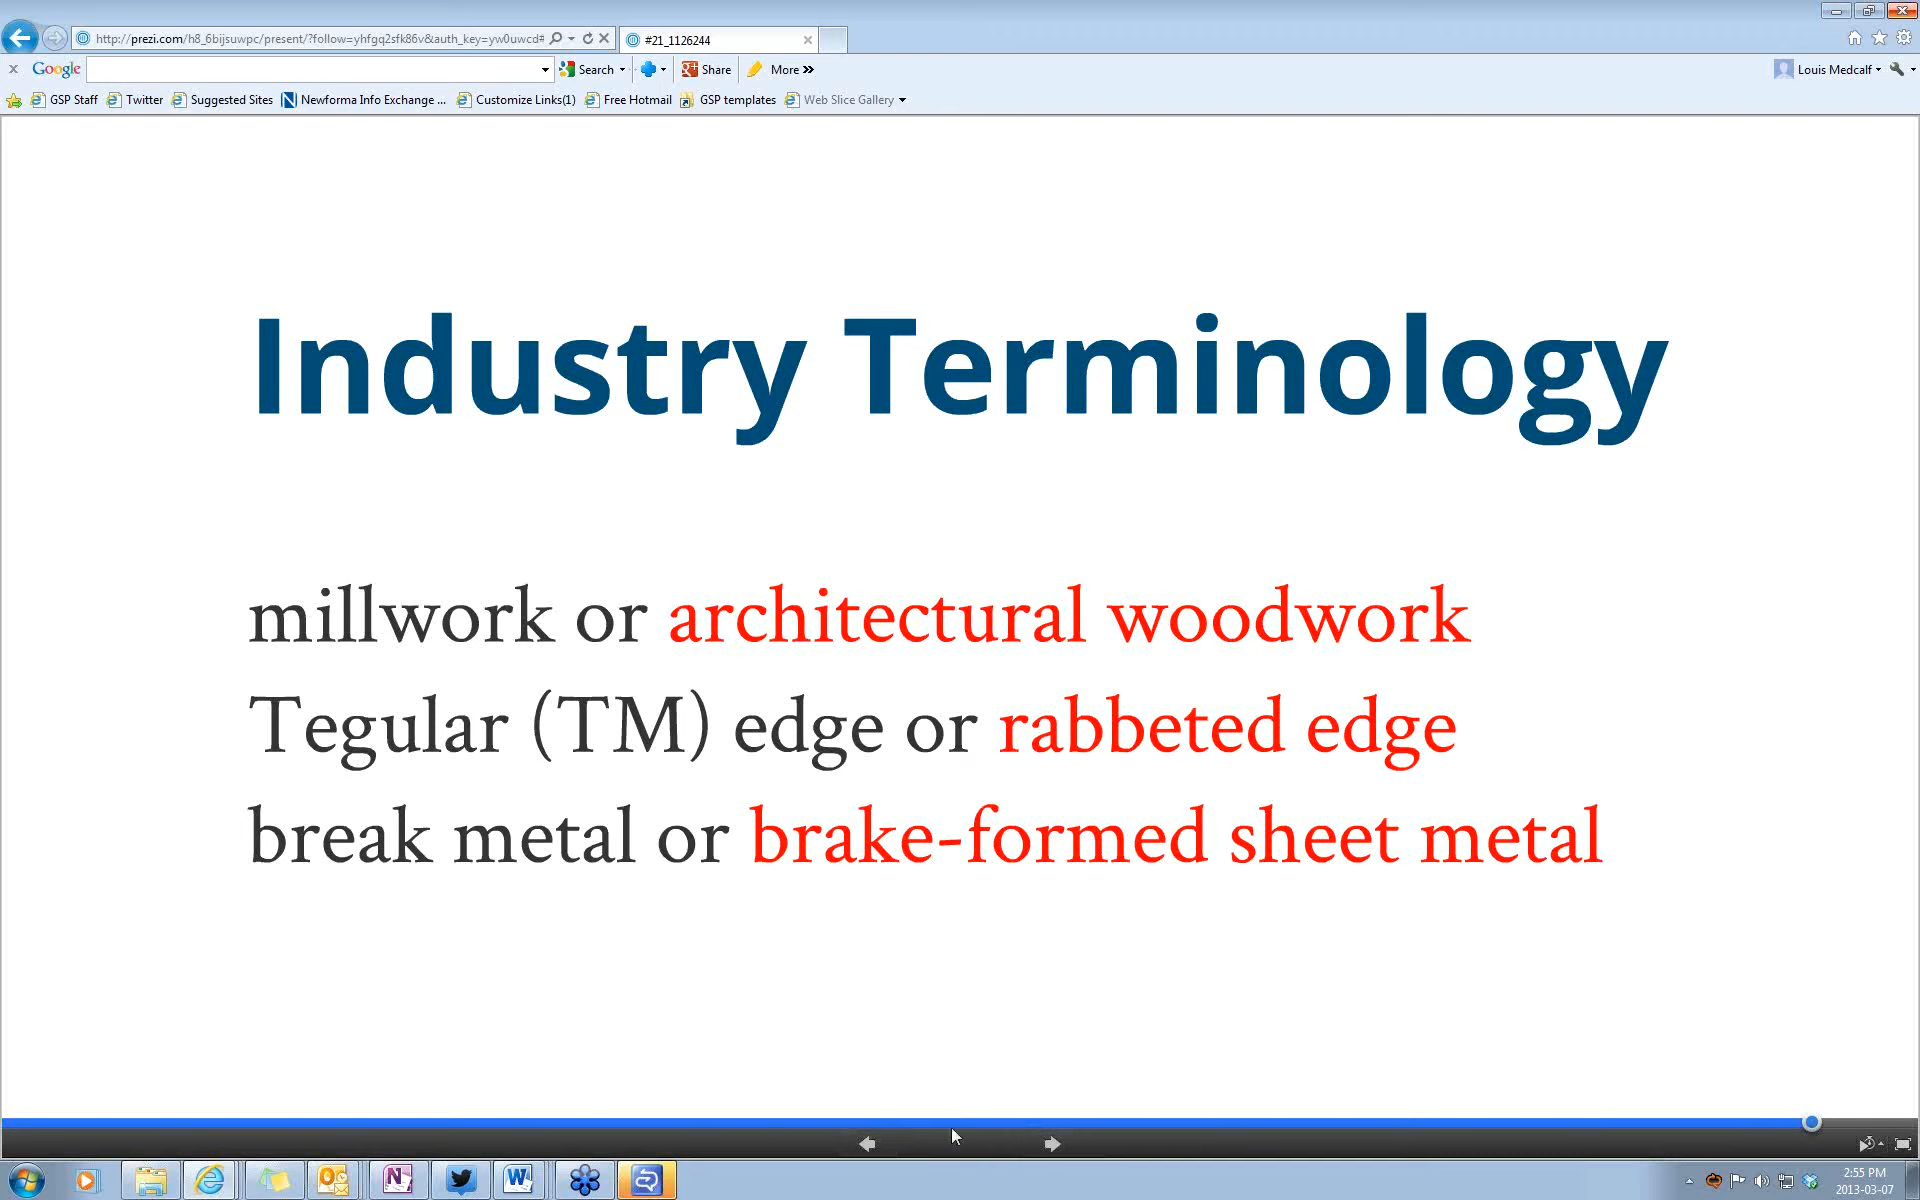 http://prezi.com/h8_6bijsuwpc/present/?follow=yhfgq2sfk86v&auth_key=yw0uwcd#
#21_1126244
Google
Search
Share
More »
Louis Medcalf
GSP Staff
Twitter
Suggested Sites
Newforma Info Exchange ...
Customize Links(1)
Free Hotmail
GSP templates
Web Slice Gallery
Industry Terminology
millwork or architectural woodwork
Tegular (TM) edge or rabbeted edge
break metal or brake-formed sheet metal
2:55 PM
2013-03-07